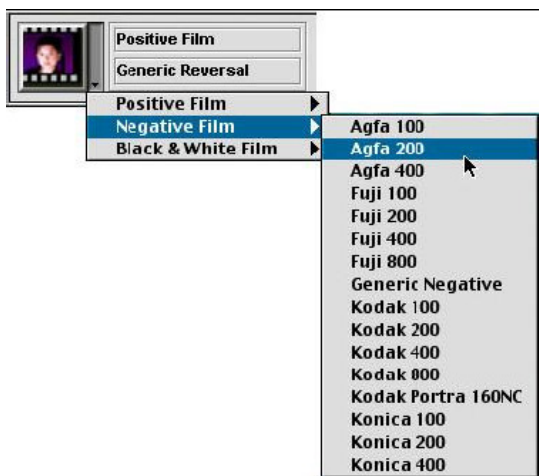 Positive Film
Generic Reversal
Positive Film
Negative Film
Black & White Film
Agfa 100
Agfa 200
Agfa 400
Fuji 100
Fuji 200
Fuji 400
Fuji 800
Generic Negative
Kodak 100
Kodak 200
Kodak 400
Kodak 800
Kodak Portra 160NC
Konica 100
Konica 200
Konica 400